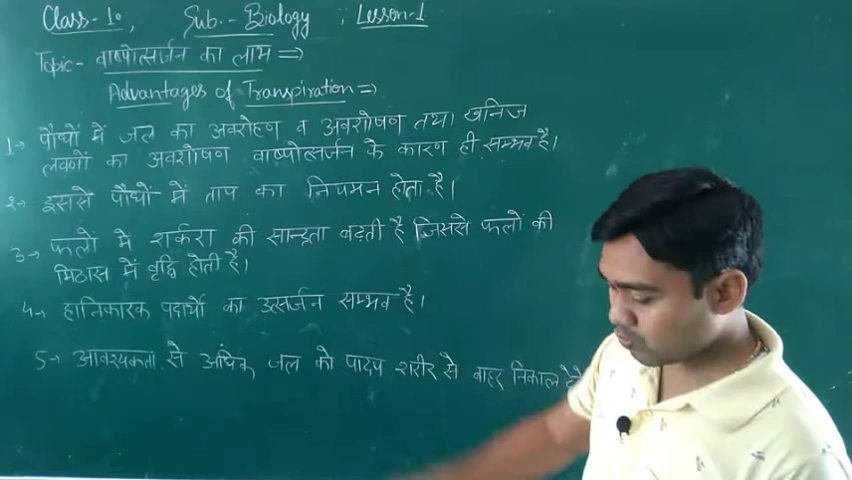 Class-10, Sub.- Biology ; Lesson-1
Topic- वाष्पोत्सर्जन का लाभ ⇒
Advantages of Transpiration ⇒
1→ पौधों में जल का अवरोहण व अवशोषण तथा खनिज
लवणों का अवशोषण वाष्पोत्सर्जन के कारण ही सम्भव है।
2→ इससे पौधों में ताप का नियमन होता है।
3→ फलों में शर्करा की सान्द्रता बढ़ती है जिससे फलों की
मिठास में वृद्धि होती है।
4→ हानिकारक पदार्थों का उत्सर्जन सम्भव है।
5→ आवश्यकता से अधिक जल को पादप शरीर से बाहर निकाल